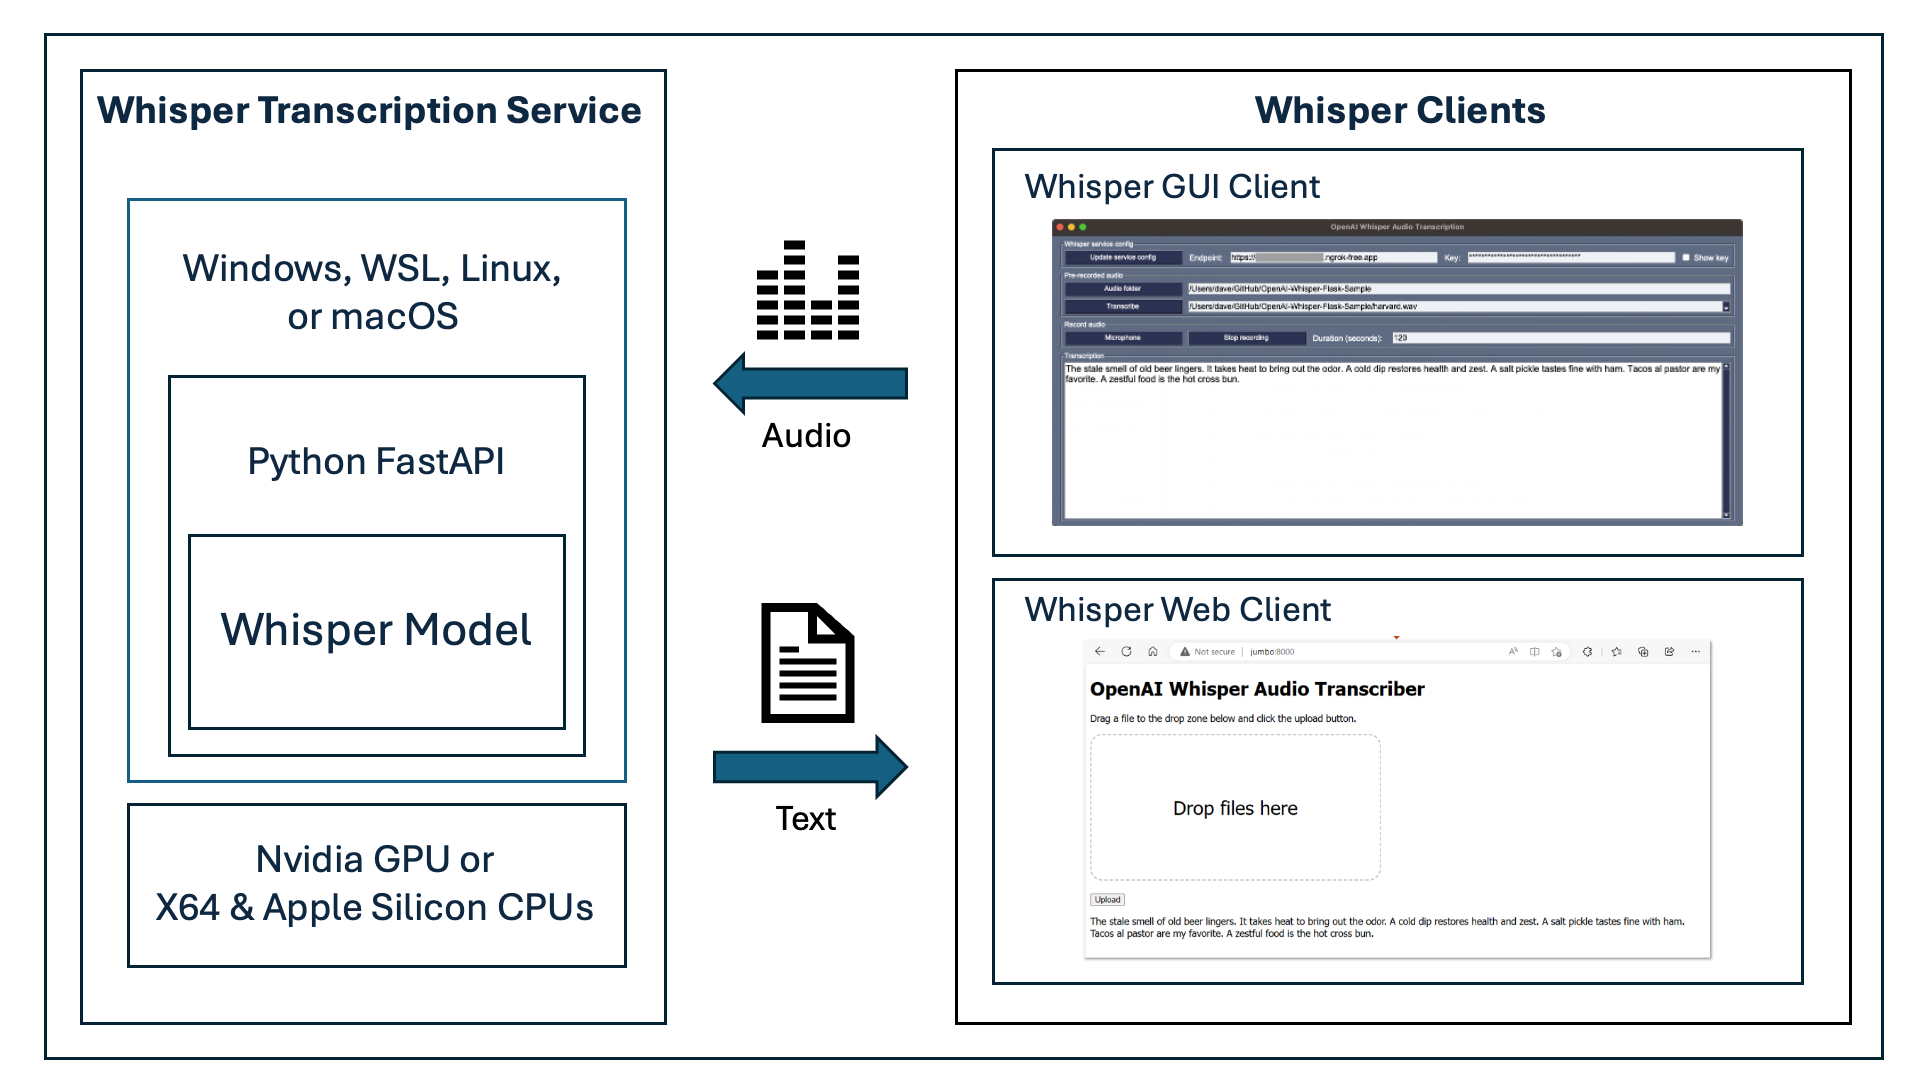 Whisper Transcription Service
Windows, WSL, Linux,
or macOS
Python FastAPI
Whisper Model
Nvidia GPU or
X64 & Apple Silicon CPUs
Audio
Text
Whisper Clients
Whisper GUI Client
OpenAI Whisper Audio Transcription
Whisper service config
Update service config Endpoint: https:// .ngrok-free.app Key: Show key
Pre-recorded audio
Audio folder /Users/dave/GitHub/OpenAI-Whisper-Flask-Sample
Transcribe /Users/dave/GitHub/OpenAI-Whisper-Flask-Sample/harvard.wav
Record audio
Microphone Stop recording Duration (seconds): 120
Transcription
The stale smell of old beer lingers. It takes heat to bring out the odor. A cold dip restores health and zest. A salt pickle tastes fine with ham. Tacos al pastor are my
favorite. A zestful food is the hot cross bun.
Whisper Web Client
Not secure | jumbo:8000
OpenAI Whisper Audio Transcriber
Drag a file to the drop zone below and click the upload button.
Drop files here
Upload
The stale smell of old beer lingers. It takes heat to bring out the odor. A cold dip restores health and zest. A salt pickle tastes fine with ham.
Tacos al pastor are my favorite. A zestful food is the hot cross bun.